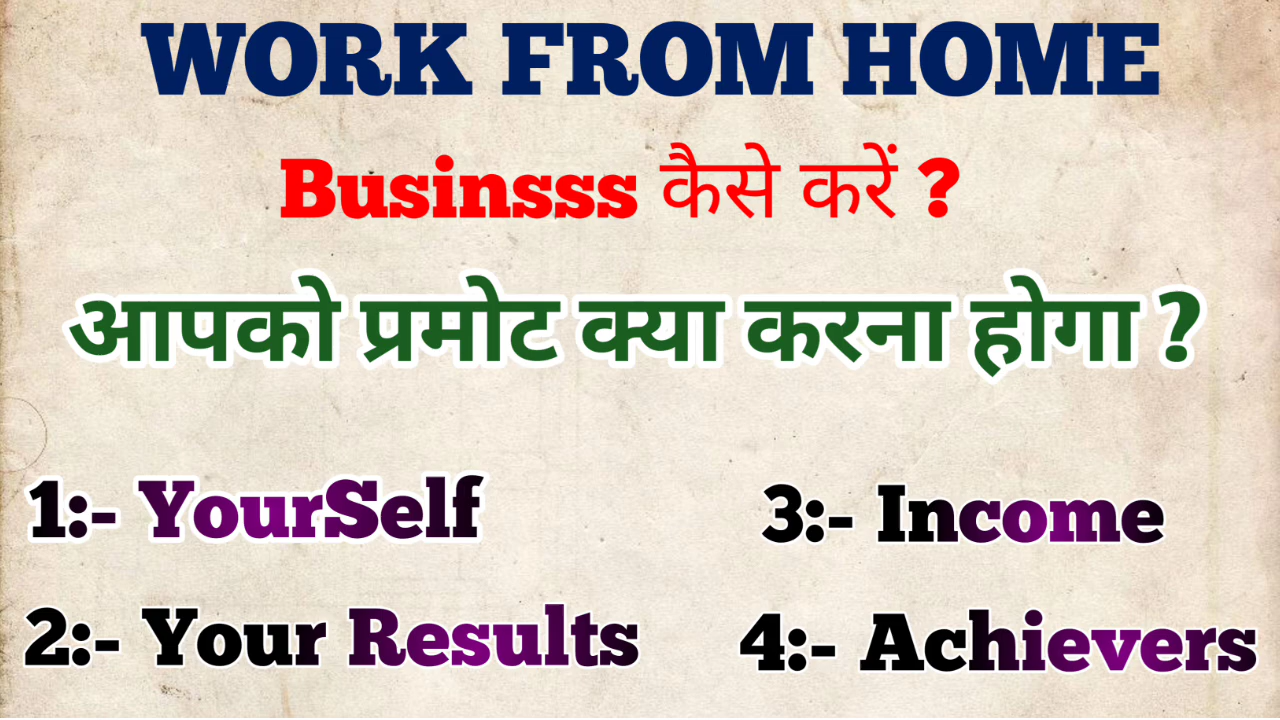 WORK FROM HOME
Businsss कैसे करें ?
आपको प्रमोट क्या करना होगा ?
1:- YourSelf
2:- Your Results
3:- Income
4:- Achievers